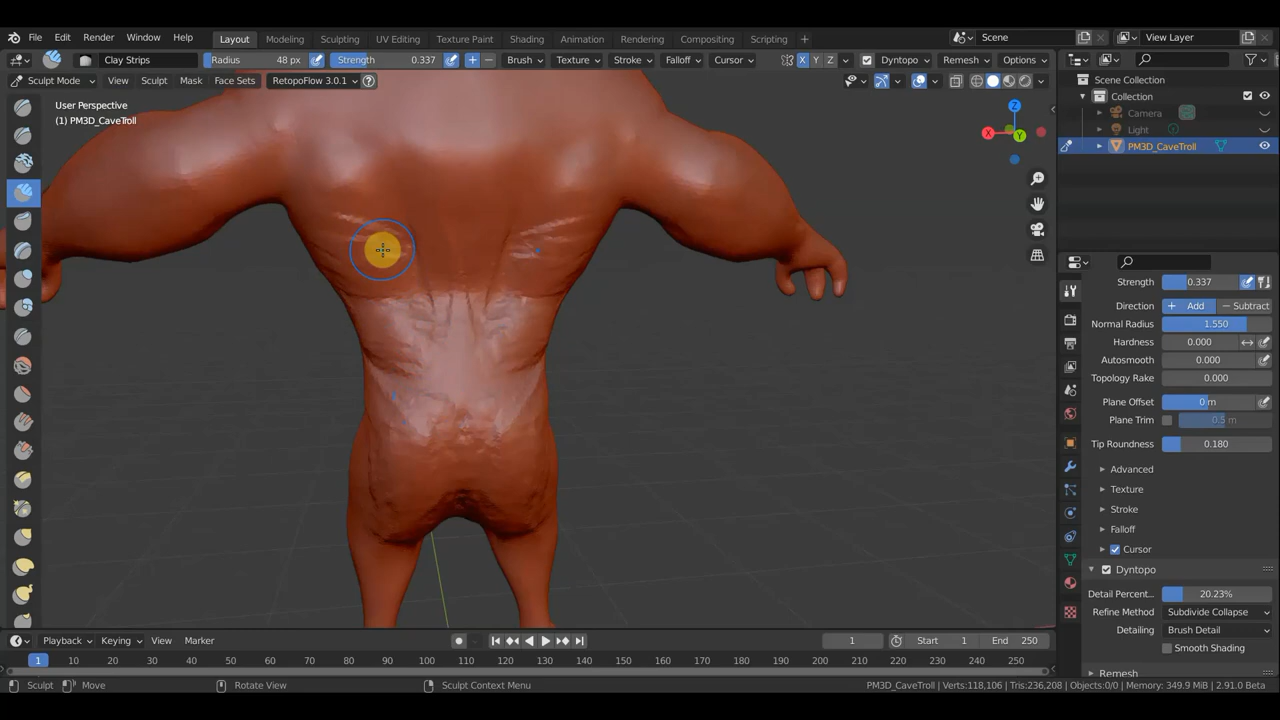 File Edit Render Window Help Layout Modeling Sculpting UV Editing Texture Paint Shading Animation Rendering Compositing Scripting + Scene View Layer
Clay Strips Radius 48 px Strength 0.337 Brush Texture Stroke Falloff Cursor X Y Z Dyntopo Remesh Options
Sculpt Mode View Sculpt Mask Face Sets RetopoFlow 3.0.1 ?
User Perspective
(1) PM3D_CaveTroll
Z
X
Y
Scene Collection
Collection
Camera
Light
PM3D_CaveTroll
Strength 0.337
Direction + Add − Subtract
Normal Radius 1.550
Hardness 0.000
Autosmooth 0.000
Topology Rake 0.000
Plane Offset 0 m
Plane Trim 0.5 m
Tip Roundness 0.180
Advanced
Texture
Stroke
Falloff
Cursor
Dyntopo
Detail Percent... 20.23%
Refine Method Subdivide Collapse
Detailing Brush Detail
Smooth Shading
Remesh
Playback Keying View Marker 1 Start 1 End 250
1 10 20 30 40 50 60 70 80 90 100 110 120 130 140 150 160 170 180 190 200 210 220 230 240 250
Sculpt Move Rotate View Sculpt Context Menu PM3D_CaveTroll | Verts:118,106 | Tris:236,208 | Objects:0/0 | Memory: 349.9 MiB | 2.91.0 Beta